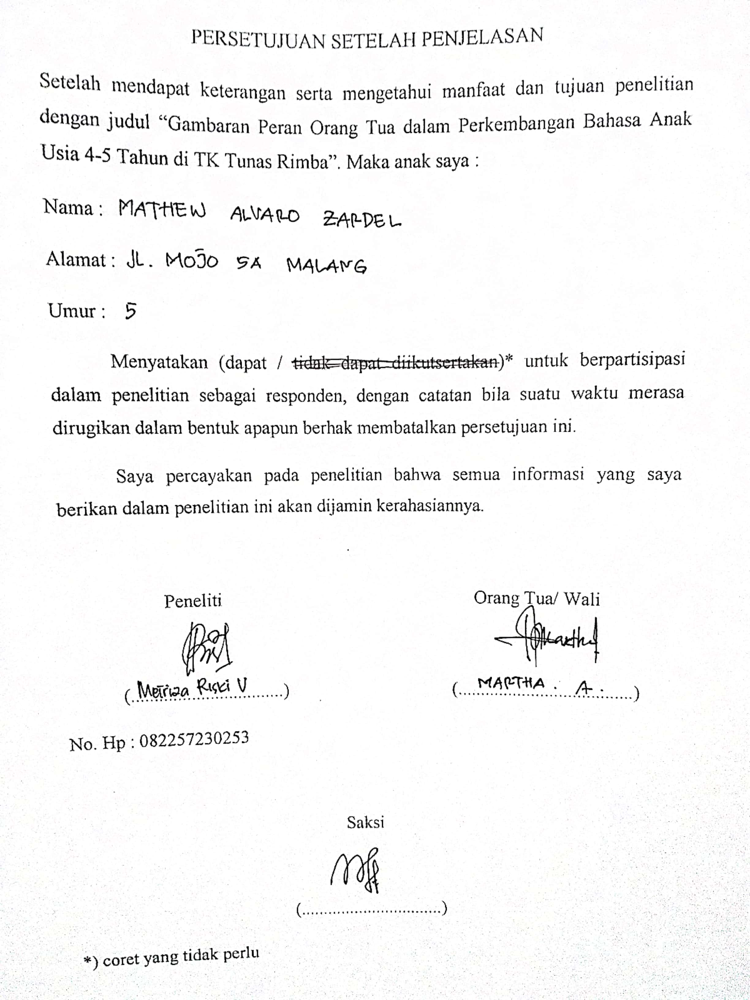 PERSETUJUAN SETELAH PENJELASAN
Setelah mendapat keterangan serta mengetahui manfaat dan tujuan penelitian
dengan judul “Gambaran Peran Orang Tua dalam Perkembangan Bahasa Anak
Usia 4-5 Tahun di TK Tunas Rimba”. Maka anak saya :
Nama : MATHEW ALVARO ZARDEL
Alamat : JL. MOJO 5A MALANG
Umur : 5
Menyatakan (dapat / tidak dapat diikutsertakan)* untuk berpartisipasi
dalam penelitian sebagai responden, dengan catatan bila suatu waktu merasa
dirugikan dalam bentuk apapun berhak membatalkan persetujuan ini.
Saya percayakan pada penelitian bahwa semua informasi yang saya
berikan dalam penelitian ini akan dijamin kerahasiannya.
Peneliti Orang Tua/ Wali
(Riski V) (MARTHA . A.)
No. Hp : 082257230253
Saksi
(.................................)
*) coret yang tidak perlu